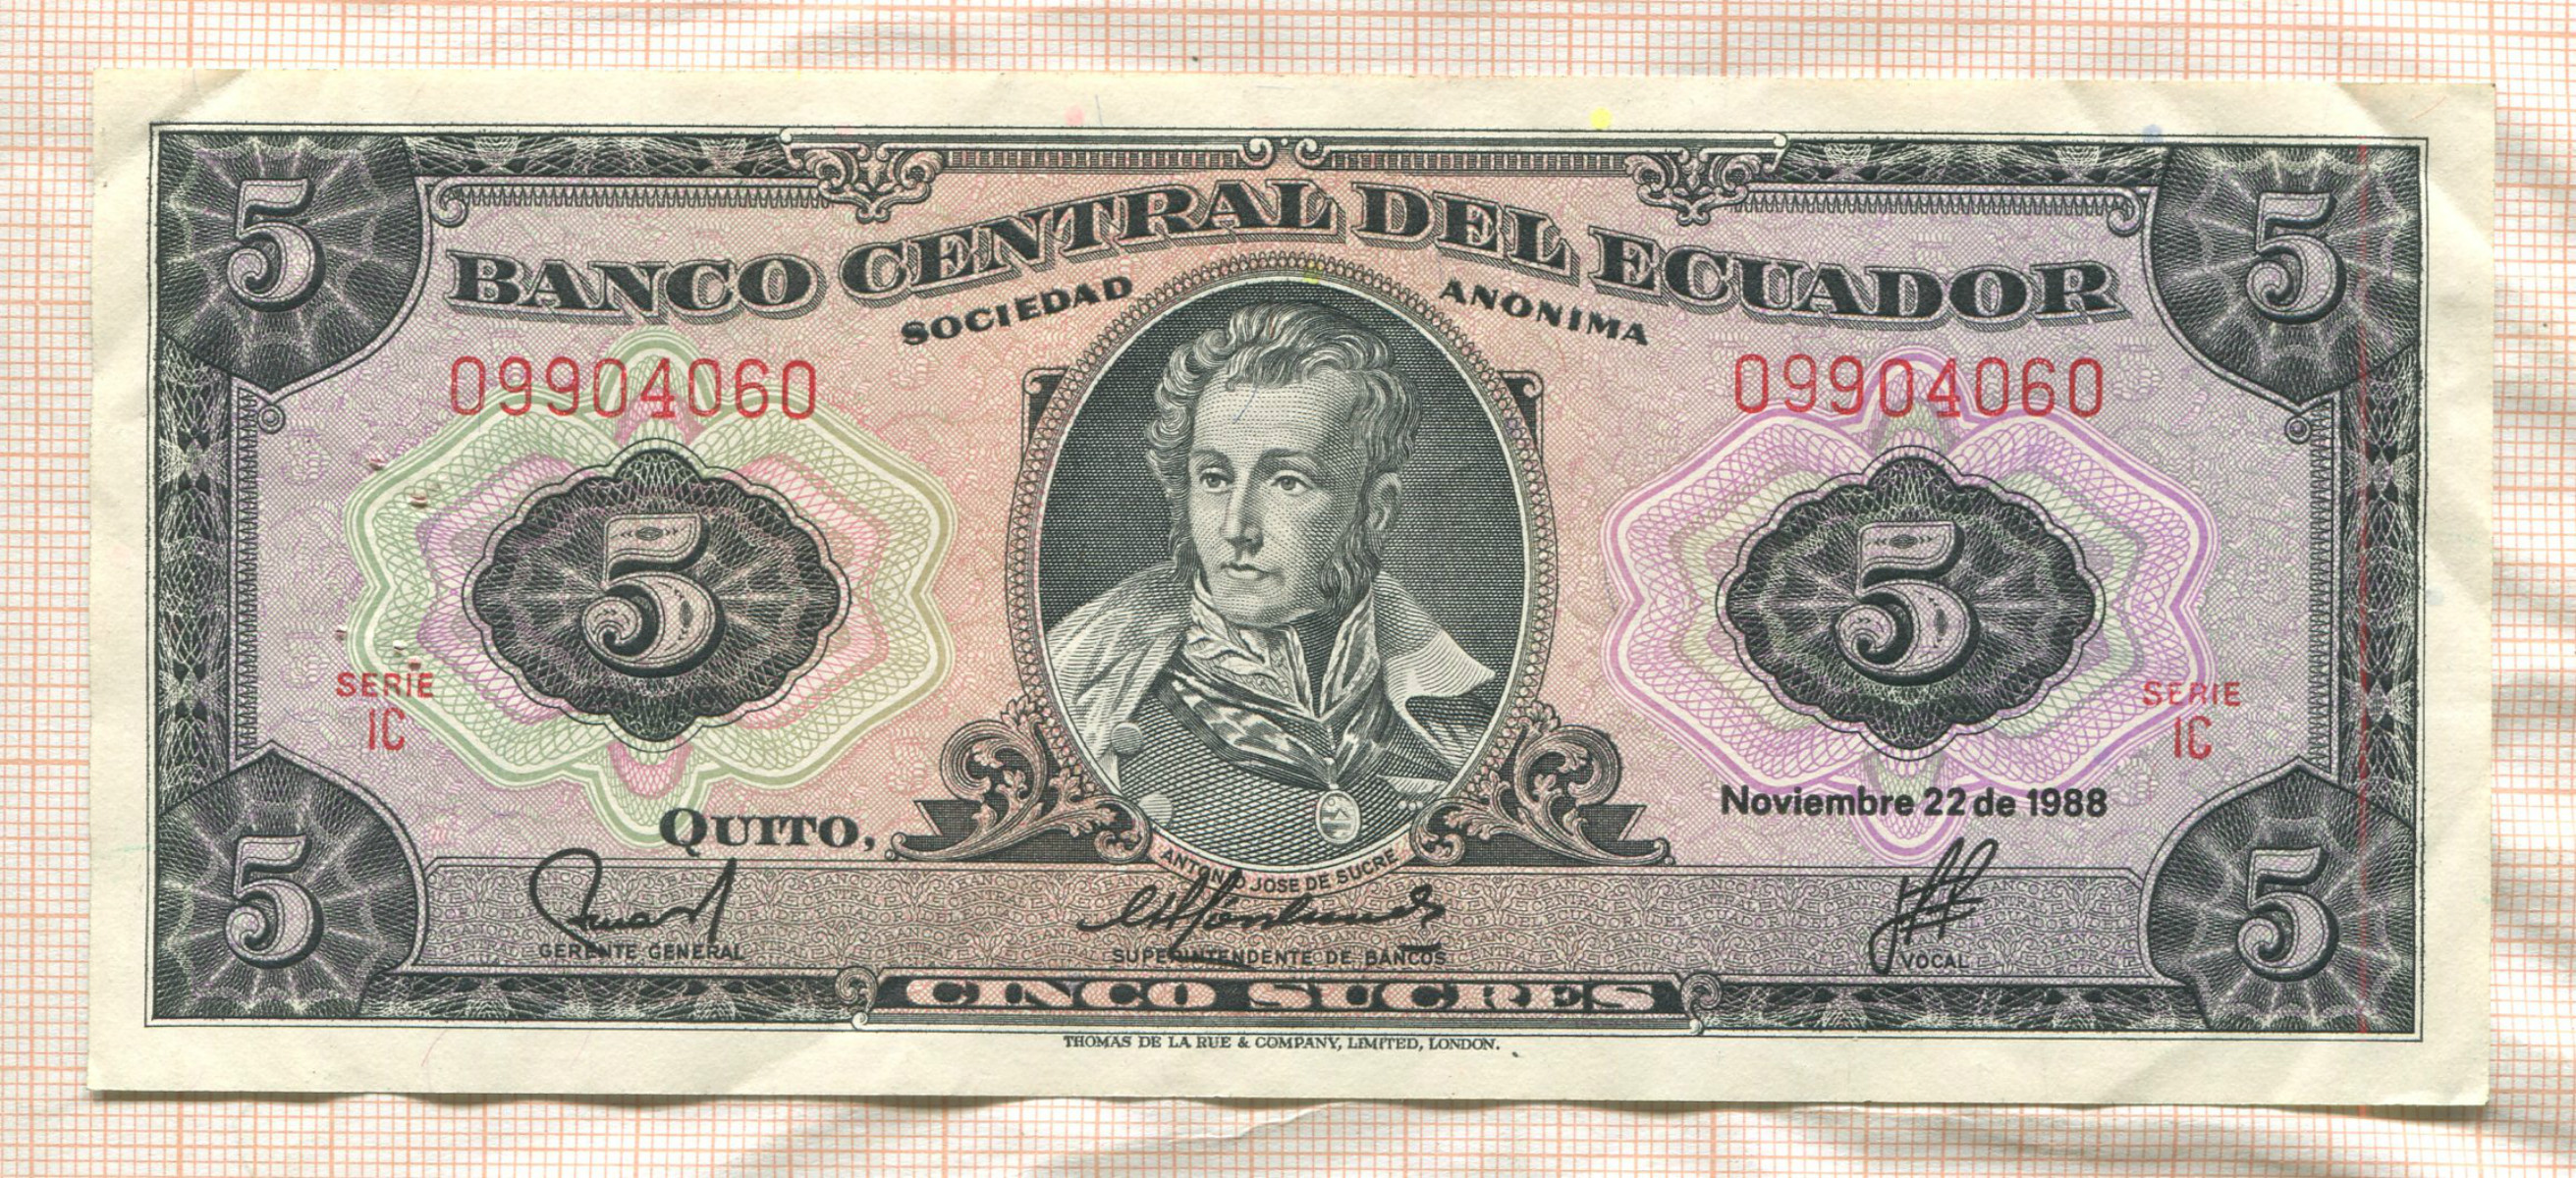 5 5
BANCO CENTRAL DEL ECUADOR
SOCIEDAD ANONIMA
09904060 09904060
5 5
SERIE SERIE
IC IC
QUITO, Noviembre 22 de 1988
ANTONIO JOSE DE SUCRE
GERENTE GENERAL SUPERINTENDENTE DE BANCOS VOCAL
5 5
CINCO SUCRES
THOMAS DE LA RUE & COMPANY, LIMITED, LONDON.